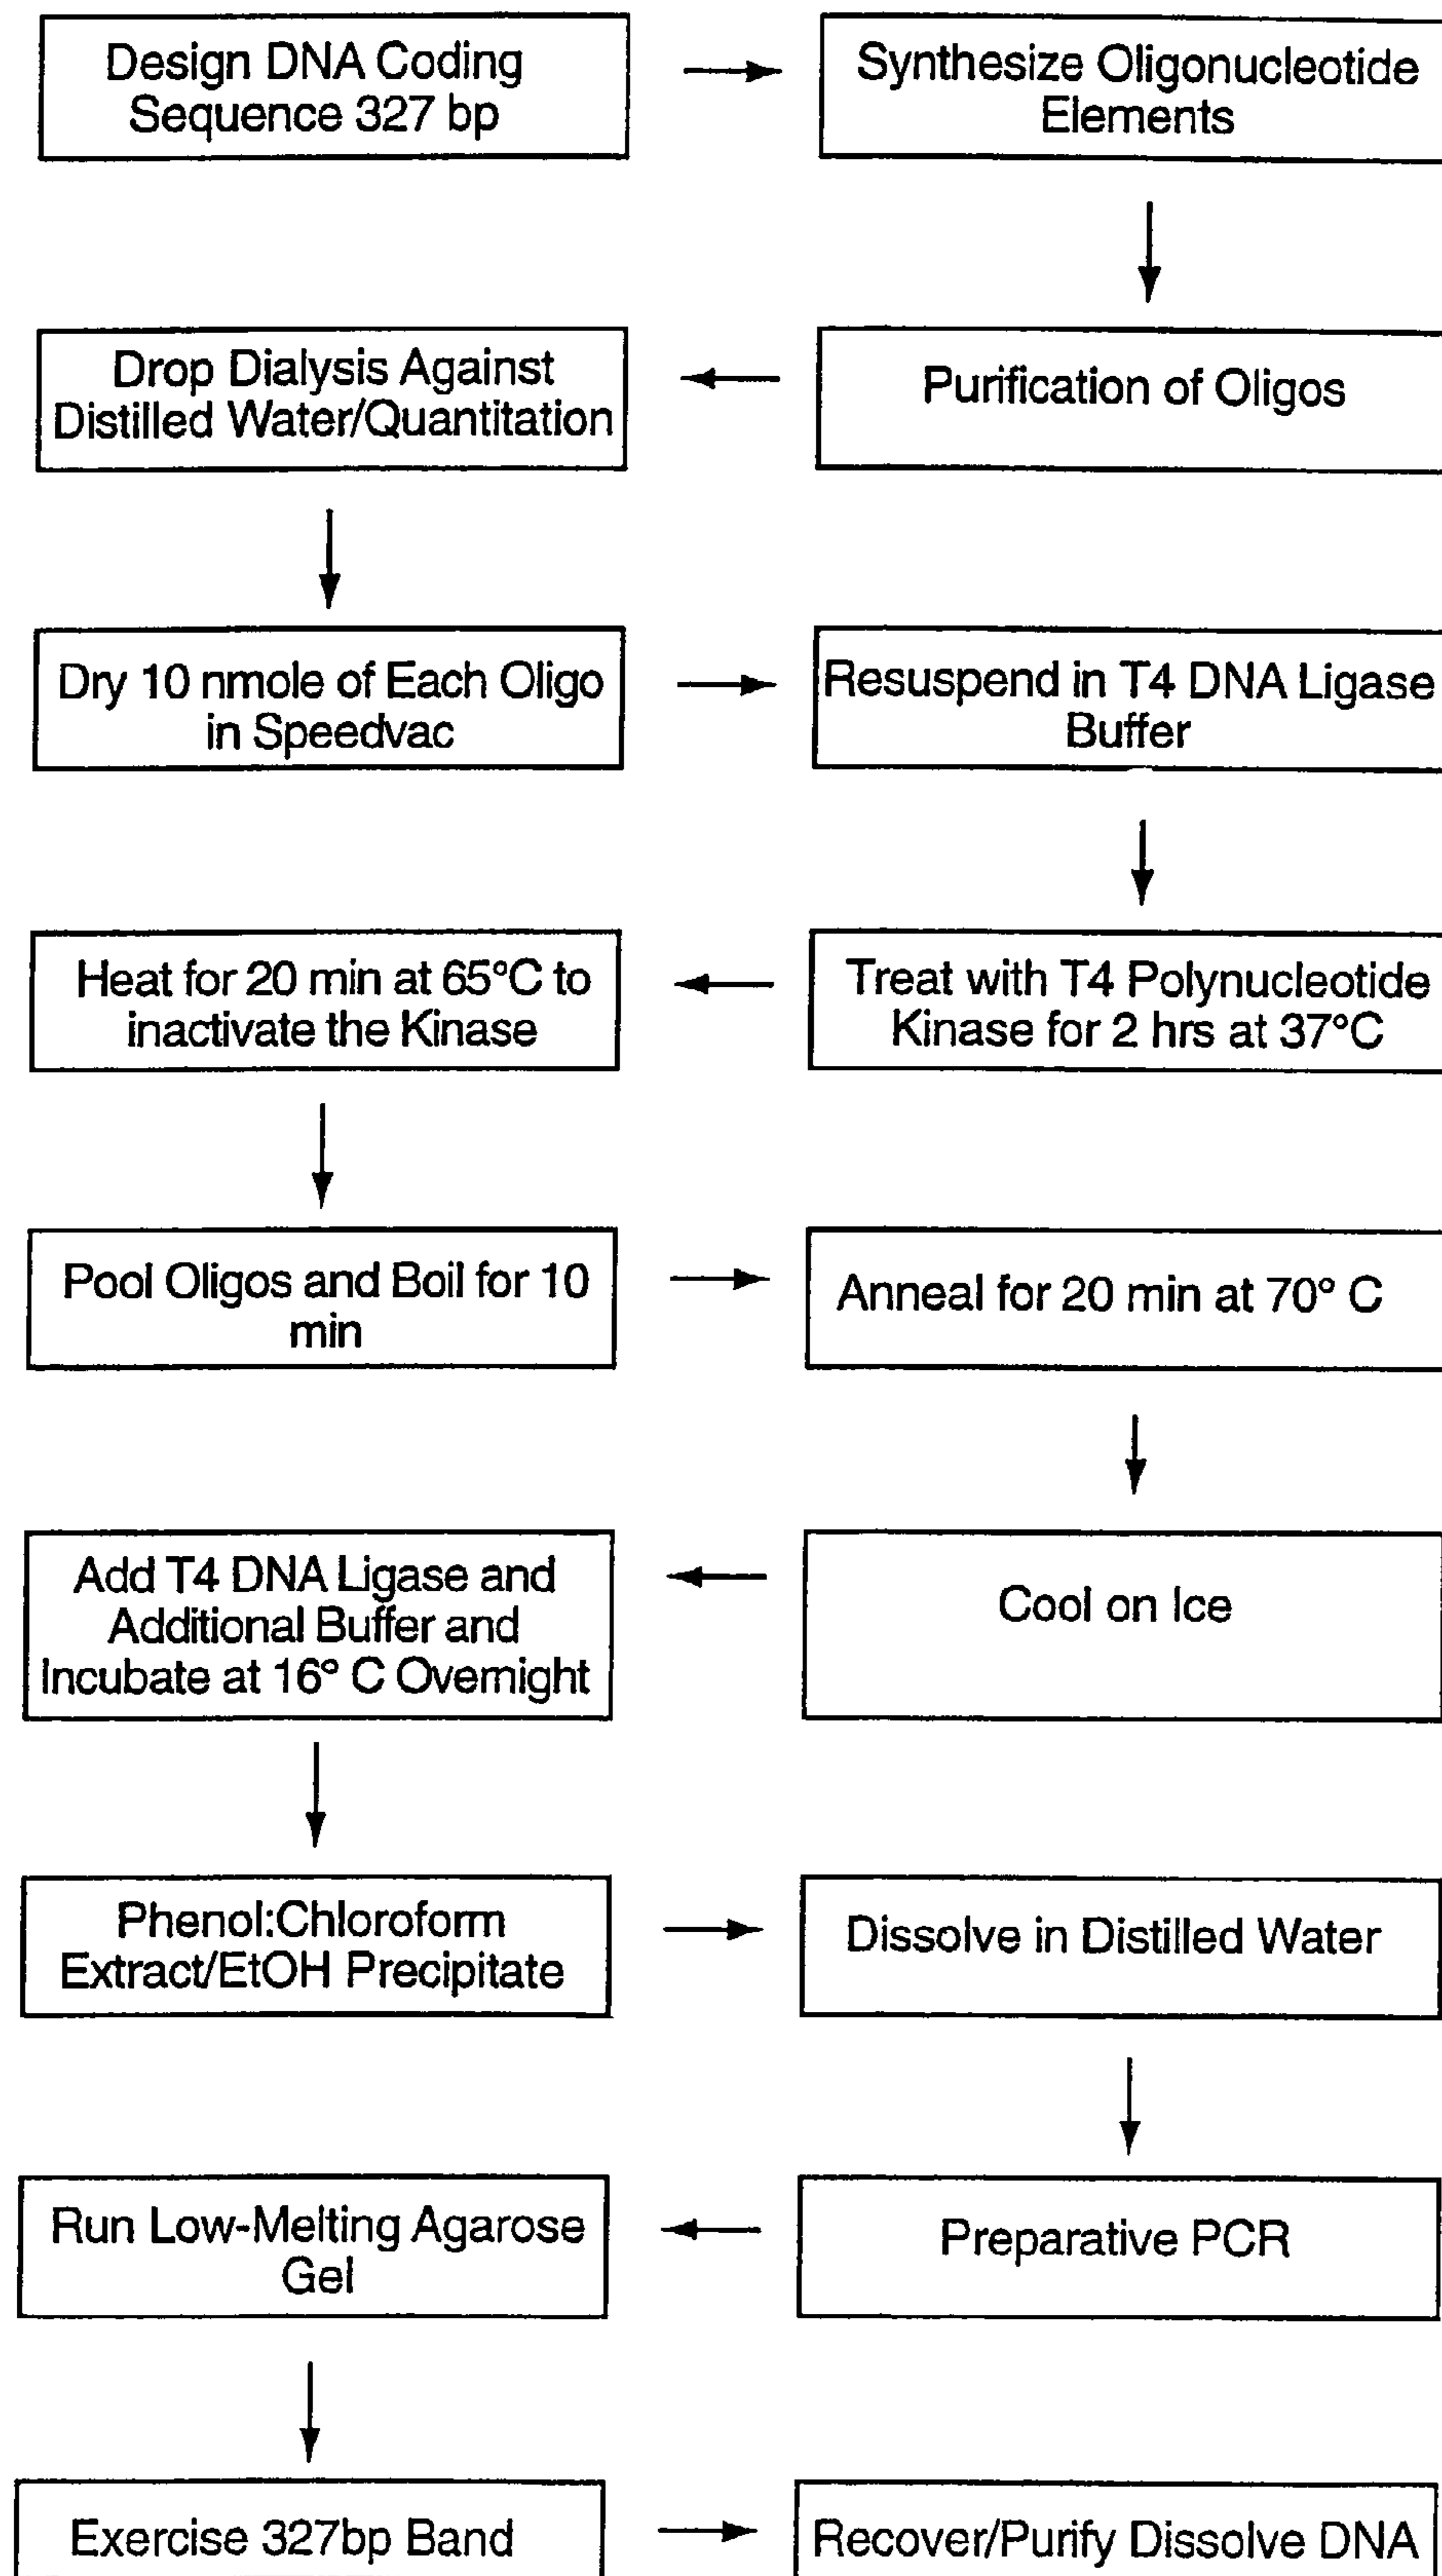 Design DNA Coding
Sequence 327 bp
Synthesize Oligonucleotide
Elements
Purification of Oligos
Drop Dialysis Against
Distilled Water/Quantitation
Dry 10 nmole of Each Oligo
in Speedvac
Resuspend in T4 DNA Ligase
Buffer
Treat with T4 Polynucleotide
Kinase for 2 hrs at 37°C
Heat for 20 min at 65°C to
inactivate the Kinase
Pool Oligos and Boil for 10
min
Anneal for 20 min at 70° C
Cool on Ice
Add T4 DNA Ligase and
Additional Buffer and
Incubate at 16° C Overnight
Phenol:Chloroform
Extract/EtOH Precipitate
Dissolve in Distilled Water
Preparative PCR
Run Low-Melting Agarose
Gel
Exercise 327bp Band
Recover/Purify Dissolve DNA